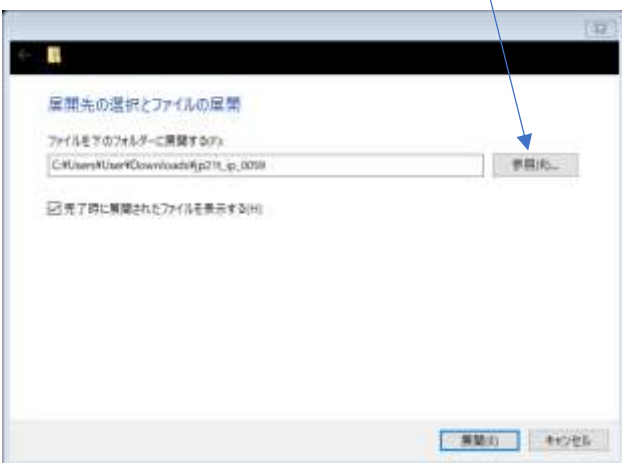 展開先の選択とファイルの展開
ファイルを下のフォルダーに展開する(F):
C:¥Users¥User¥Downloads¥jp21t_ip_0059
参照(R)...
完了時に展開されたファイルを表示する(H)
展開(E)
キャンセル